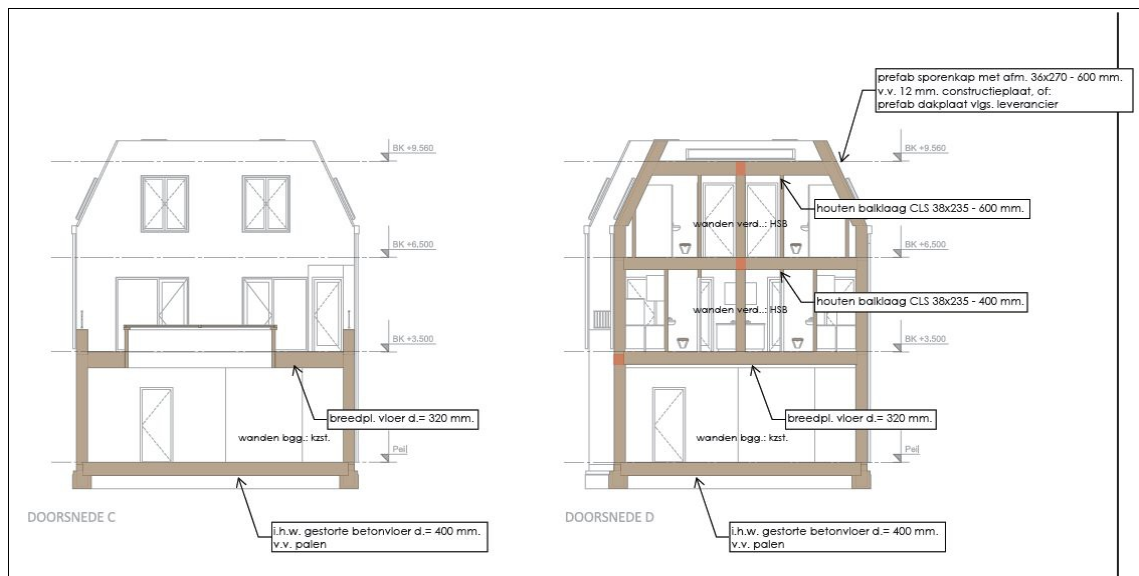 BK +9.560
BK +6.500
BK +3.500
breedpl. vloer d.= 320 mm.
wanden bgg.: kzst.
Peil
DOORSNEDE C
i.h.w. gestorte betonvloer d.= 400 mm.
v.v. palen
prefab sporenkap met afm. 36x270 - 600 mm.
v.v. 12 mm. constructieplaat, of:
prefab dakplaat vlgs. leverancier
BK +9.560
houten balklaag CLS 38x235 - 600 mm.
wanden verd..: HSB
BK +6.500
houten balklaag CLS 38x235 - 400 mm.
wanden verd..: HSB
BK +3.500
breedpl. vloer d.= 320 mm.
wanden bgg.: kzst.
Peil
DOORSNEDE D
i.h.w. gestorte betonvloer d.= 400 mm.
v.v. palen